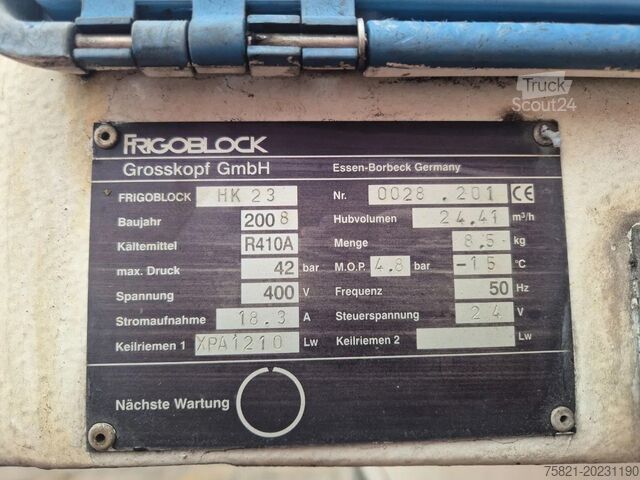 Truck
Scout24
FRIGOBLOCK
Grosskopf GmbH Essen-Borbeck Germany
FRIGOBLOCK HK 23 Nr. 0028.201 CE
Baujahr 2008 Hubvolumen 24.41 m³/h
Kältemittel R410A Menge 8.5 kg
max. Druck 42 bar M.O.P. 4.8 bar -15 °C
Spannung 400 V Frequenz 50 Hz
Stromaufnahme 18.3 A Steuerspannung 24 V
Keilriemen 1 XPA1210 Lw Keilriemen 2 Lw
Nächste Wartung
75821-20231190